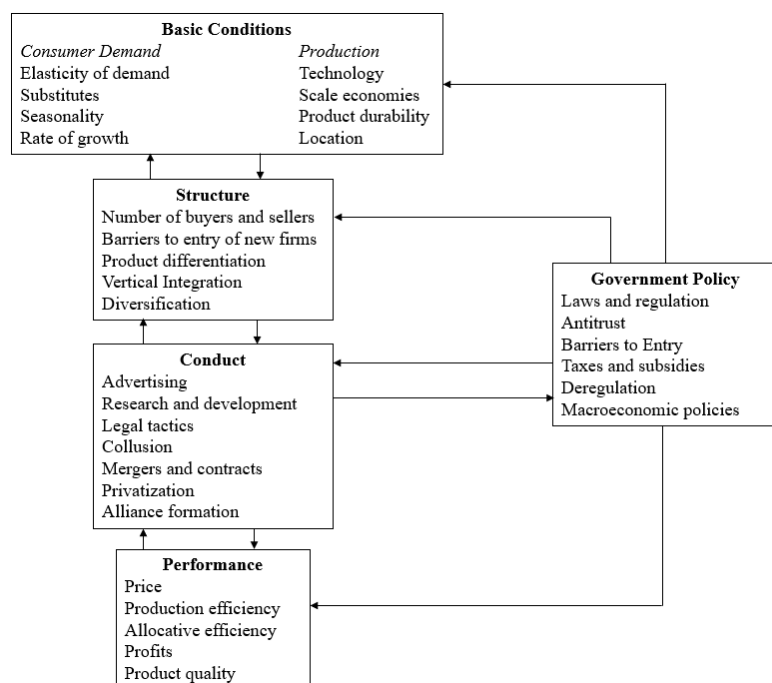 Basic Conditions
Consumer Demand Production
Elasticity of demand Technology
Substitutes Scale economies
Seasonality Product durability
Rate of growth Location
Structure
Number of buyers and sellers
Barriers to entry of new firms
Product differentiation
Vertical Integration
Diversification
Government Policy
Laws and regulation
Antitrust
Barriers to Entry
Taxes and subsidies
Deregulation
Macroeconomic policies
Conduct
Advertising
Research and development
Legal tactics
Collusion
Mergers and contracts
Privatization
Alliance formation
Performance
Price
Production efficiency
Allocative efficiency
Profits
Product quality